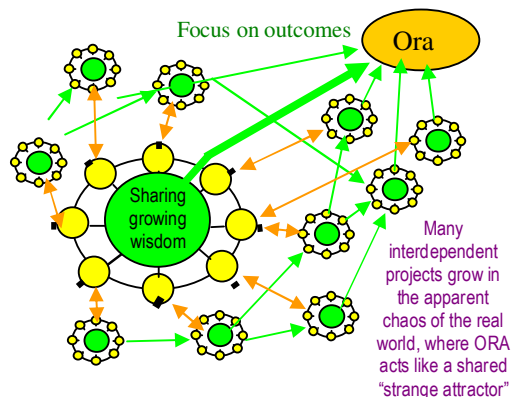 Focus on outcomes
Ora
Sharing
growing
wisdom
Many
interdependent
projects grow in
the apparent
chaos of the real
world, where ORA
acts like a shared
“strange attractor”